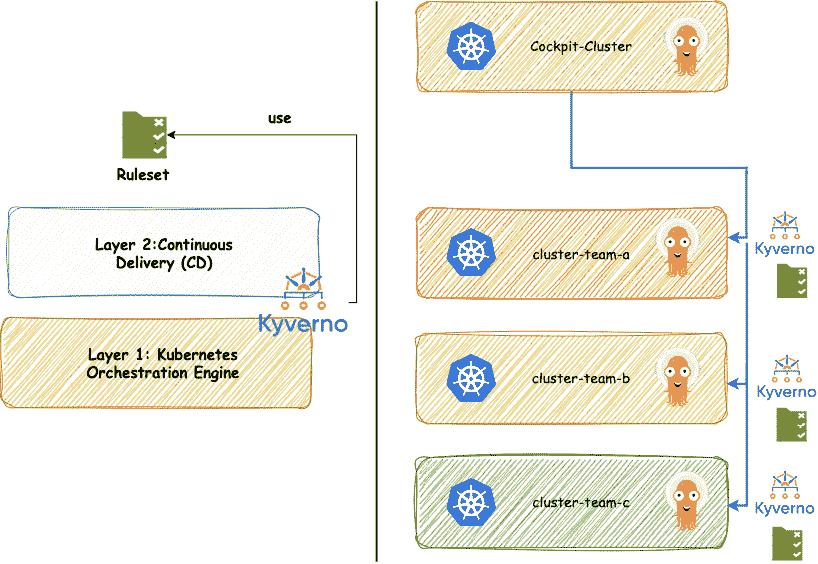 use
Ruleset
Layer 2:Continuous
Delivery (CD)
Kyverno
Layer 1: Kubernetes
Orchestration Engine
Cockpit-Cluster
cluster-team-a
Kyverno
cluster-team-b
Kyverno
cluster-team-c
Kyverno